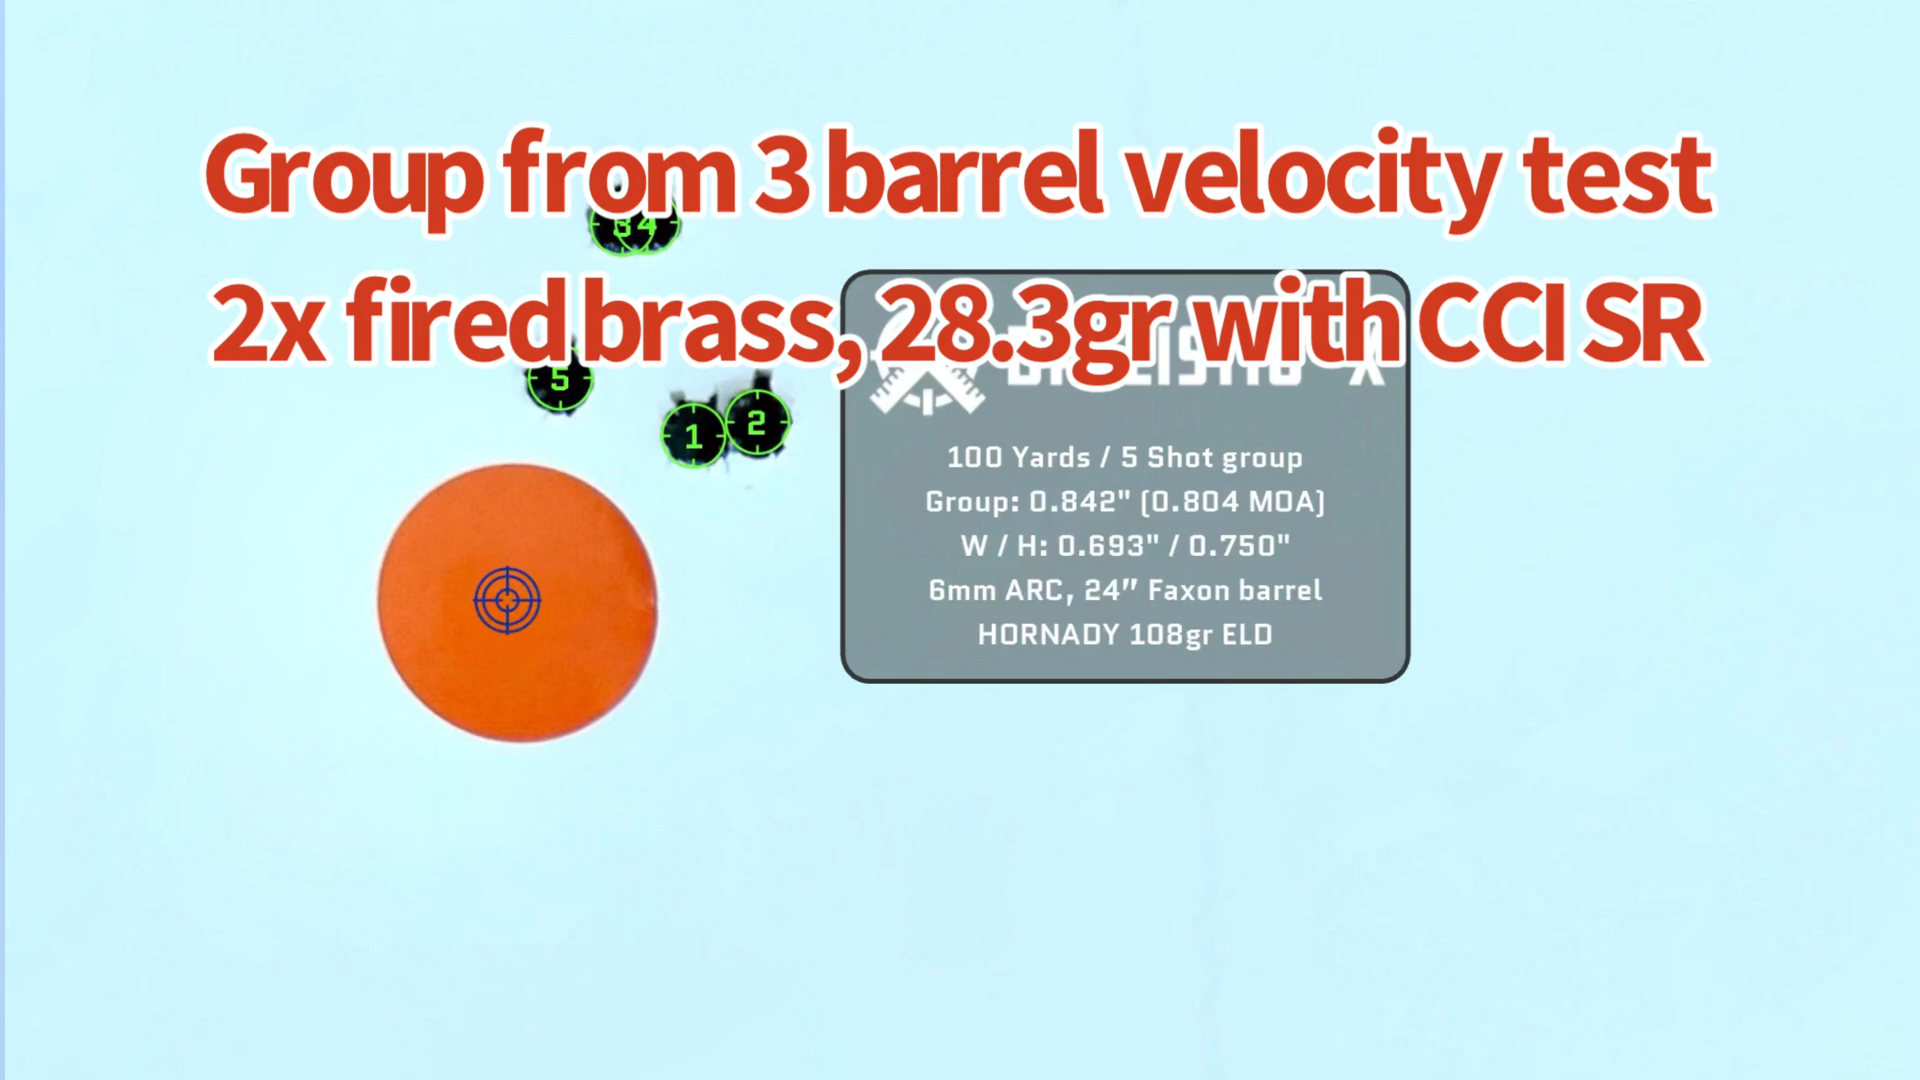 Group from 3 barrel velocity test
34
2x fired brass, 28.3gr with CCI SR
5
1
2
100 Yards / 5 Shot group
Group: 0.842" (0.804 MOA)
W / H: 0.693" / 0.750"
6mm ARC, 24" Faxon barrel
HORNADY 108gr ELD